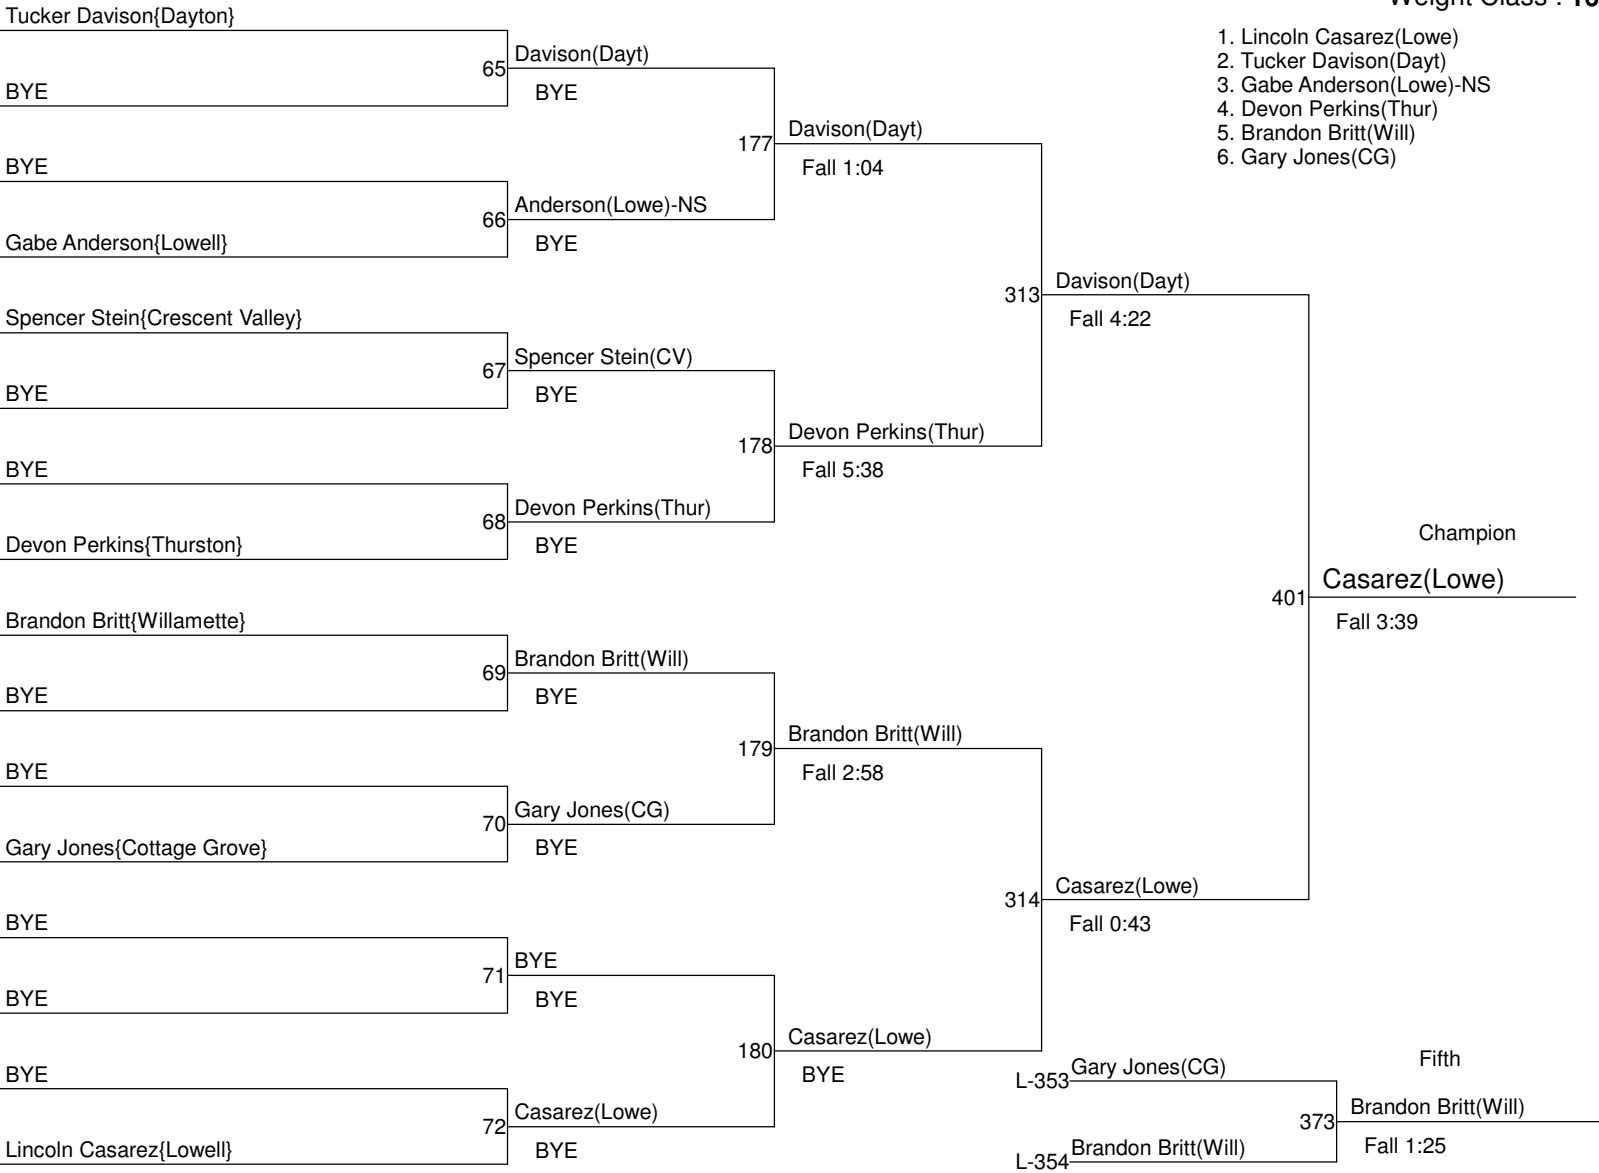 Tucker Davison{Dayton}
65
Davison(Dayt)
BYE
BYE
177
Davison(Dayt)
Fall 1:04
BYE
66
Anderson(Lowe)-NS
BYE
Gabe Anderson{Lowell}
313
Davison(Dayt)
Fall 4:22
Spencer Stein{Crescent Valley}
67
Spencer Stein(CV)
BYE
BYE
178
Devon Perkins(Thur)
Fall 5:38
BYE
68
Devon Perkins(Thur)
BYE
Devon Perkins{Thurston}
Champion
401
Casarez(Lowe)
Fall 3:39
Brandon Britt{Willamette}
69
Brandon Britt(Will)
BYE
BYE
179
Brandon Britt(Will)
Fall 2:58
BYE
70
Gary Jones(CG)
BYE
Gary Jones{Cottage Grove}
314
Casarez(Lowe)
Fall 0:43
BYE
71
BYE
BYE
BYE
180
Casarez(Lowe)
BYE
BYE
72
Casarez(Lowe)
BYE
Lincoln Casarez{Lowell}
Fifth
L-353
Gary Jones(CG)
373
Brandon Britt(Will)
Fall 1:25
L-354
Brandon Britt(Will)
Weight Class :
1. Lincoln Casarez(Lowe)
2. Tucker Davison(Dayt)
3. Gabe Anderson(Lowe)-NS
4. Devon Perkins(Thur)
5. Brandon Britt(Will)
6. Gary Jones(CG)